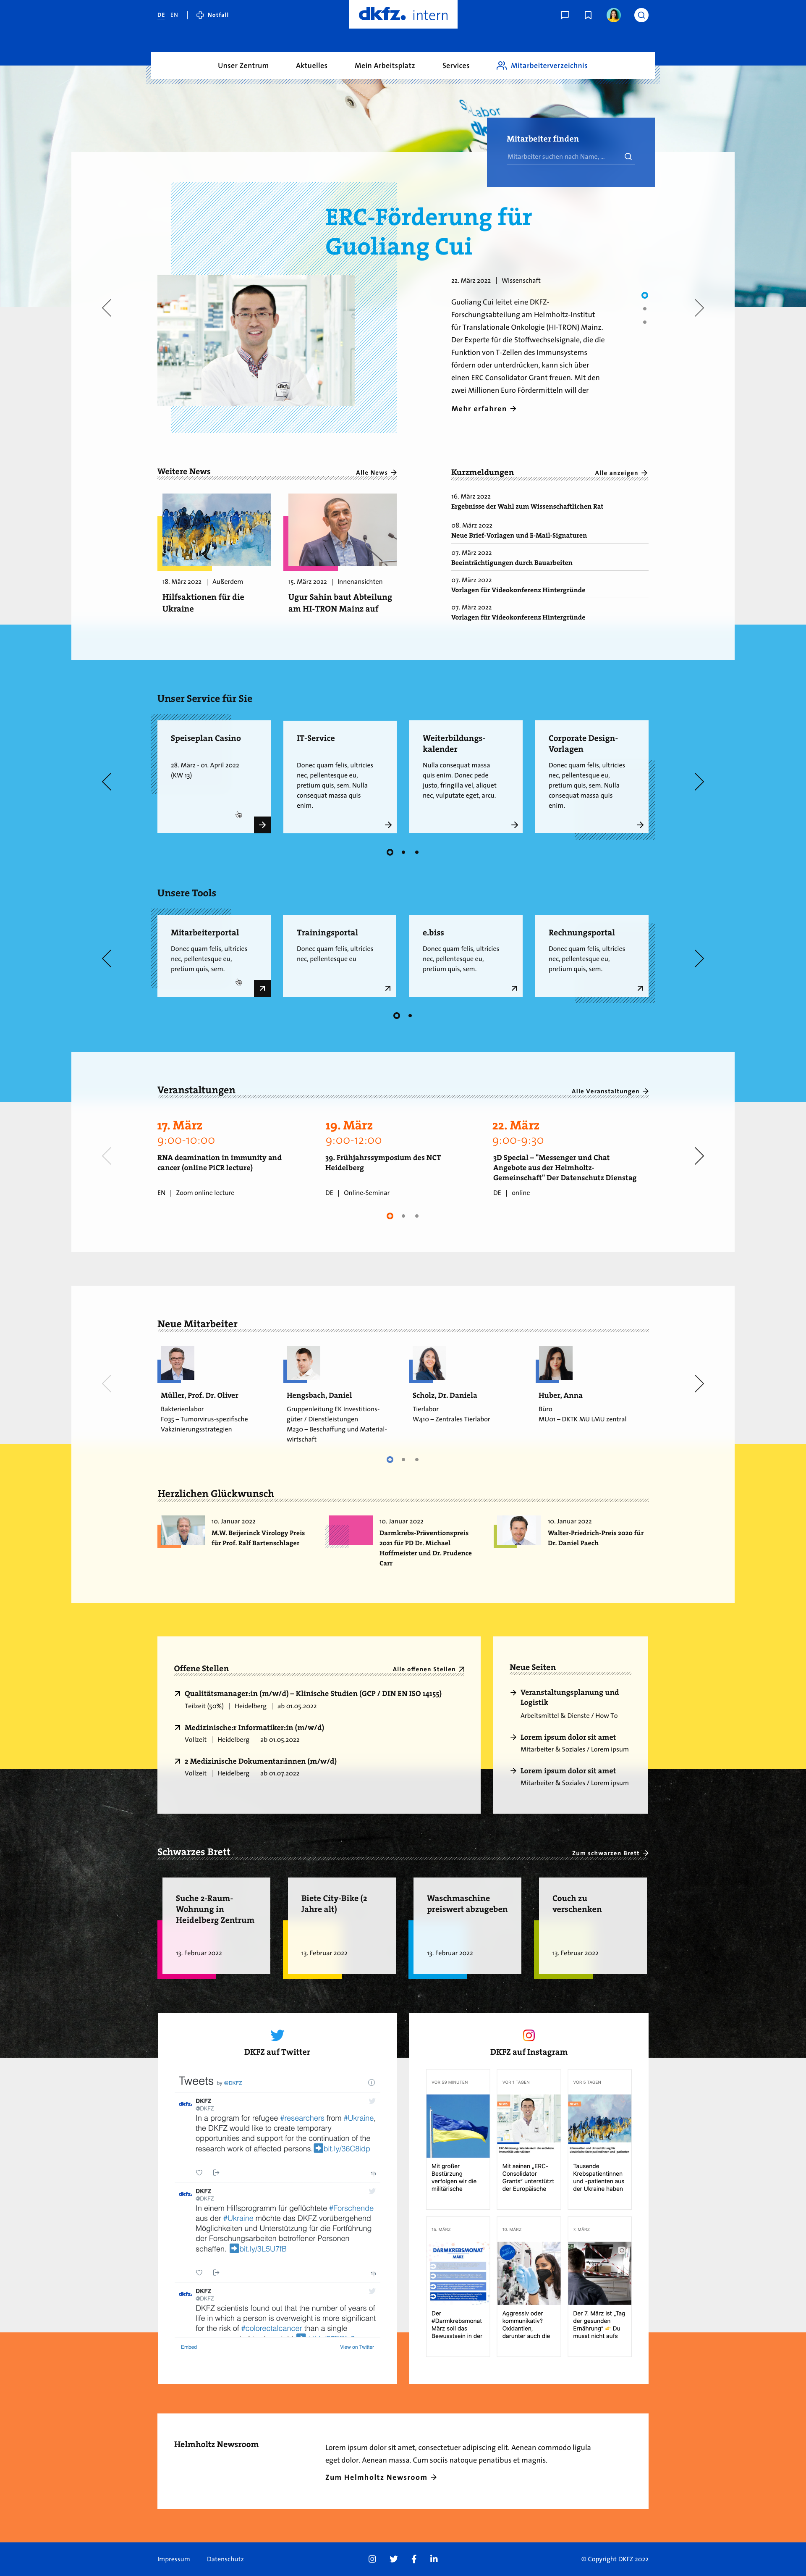 DE EN | Notfall
dkfz. intern
Unser Zentrum Aktuelles Mein Arbeitsplatz Services Mitarbeiterverzeichnis
Mitarbeiter finden
Mitarbeiter suchen nach Name, ...
ERC-Förderung für
Guoliang Cui
22. März 2022 | Wissenschaft
Guoliang Cui leitet eine DKFZ-
Forschungsabteilung am Helmholtz-Institut
für Translationale Onkologie (HI-TRON) Mainz.
Der Experte für die Stoffwechselsignale, die die
Funktion von T-Zellen des Immunsystems
fördern oder unterdrücken, kann sich über
einen ERC Consolidator Grant freuen. Mit den
zwei Millionen Euro Fördermitteln will der
Mehr erfahren
Weitere News
Alle News
18. März 2022 | Außerdem
Hilfsaktionen für die
Ukraine
15. März 2022 | Innenansichten
Ugur Sahin baut Abteilung
am HI-TRON Mainz auf
Kurzmeldungen
Alle anzeigen
16. März 2022
Ergebnisse der Wahl zum Wissenschaftlichen Rat
08. März 2022
Neue Brief-Vorlagen und E-Mail-Signaturen
07. März 2022
Beeinträchtigungen durch Bauarbeiten
07. März 2022
Vorlagen für Videokonferenz Hintergründe
07. März 2022
Vorlagen für Videokonferenz Hintergründe
Unser Service für Sie
Speiseplan Casino
28. März - 01. April 2022
(KW 13)
IT-Service
Donec quam felis, ultricies
nec, pellentesque eu,
pretium quis, sem. Nulla
consequat massa quis
enim.
Weiterbildungs-
kalender
Nulla consequat massa
quis enim. Donec pede
justo, fringilla vel, aliquet
nec, vulputate eget, arcu.
Corporate Design-
Vorlagen
Donec quam felis, ultricies
nec, pellentesque eu,
pretium quis, sem. Nulla
consequat massa quis
enim.
Unsere Tools
Mitarbeiterportal
Donec quam felis, ultricies
nec, pellentesque eu,
pretium quis, sem.
Trainingsportal
Donec quam felis, ultricies
nec, pellentesque eu
e.biss
Donec quam felis, ultricies
nec, pellentesque eu,
pretium quis, sem.
Rechnungsportal
Donec quam felis, ultricies
nec, pellentesque eu,
pretium quis, sem.
Veranstaltungen
Alle Veranstaltungen
17. März
9:00-10:00
RNA deamination in immunity and
cancer (online PiCR lecture)
EN | Zoom online lecture
19. März
9:00-12:00
39. Frühjahrssymposium des NCT
Heidelberg
DE | Online-Seminar
22. März
9:00-9:30
3D Special – "Messenger und Chat
Angebote aus der Helmholtz-
Gemeinschaft" Der Datenschutz Dienstag
DE | online
Neue Mitarbeiter
Müller, Prof. Dr. Oliver
Bakterienlabor
F035 – Tumorvirus-spezifische
Vakzinierungsstrategien
Hengsbach, Daniel
Gruppenleitung EK Investitions-
güter / Dienstleistungen
M230 – Beschaffung und Material-
wirtschaft
Scholz, Dr. Daniela
Tierlabor
W410 – Zentrales Tierlabor
Huber, Anna
Büro
MU01 – DKTK MU LMU zentral
Herzlichen Glückwunsch
10. Januar 2022
M.W. Beijerinck Virology Preis
für Prof. Ralf Bartenschlager
10. Januar 2022
Darmkrebs-Präventionspreis
2021 für PD Dr. Michael
Hoffmeister und Dr. Prudence
Carr
10. Januar 2022
Walter-Friedrich-Preis 2020 für
Dr. Daniel Paech
Offene Stellen
Alle offenen Stellen
Qualitätsmanager:in (m/w/d) – Klinische Studien (GCP / DIN EN ISO 14155)
Teilzeit (50%) | Heidelberg | ab 01.05.2022
Medizinische:r Informatiker:in (m/w/d)
Vollzeit | Heidelberg | ab 01.05.2022
2 Medizinische Dokumentar:innen (m/w/d)
Vollzeit | Heidelberg | ab 01.07.2022
Neue Seiten
Veranstaltungsplanung und
Logistik
Arbeitsmittel & Dienste / How To
Lorem ipsum dolor sit amet
Mitarbeiter & Soziales / Lorem ipsum
Lorem ipsum dolor sit amet
Mitarbeiter & Soziales / Lorem ipsum
Schwarzes Brett
Zum schwarzen Brett
Suche 2-Raum-
Wohnung in
Heidelberg Zentrum
13. Februar 2022
Biete City-Bike (2
Jahre alt)
13. Februar 2022
Waschmaschine
preiswert abzugeben
13. Februar 2022
Couch zu
verschenken
13. Februar 2022
DKFZ auf Twitter
Tweets by @DKFZ
dkfz. DKFZ
@DKFZ
In a program for refugee #researchers from #Ukraine,
the DKFZ would like to create temporary
opportunities and support for the continuation of the
research work of affected persons. ➡bit.ly/36C8idp
dkfz. DKFZ
@DKFZ
In einem Hilfsprogramm für geflüchtete #Forschende
aus der #Ukraine möchte das DKFZ vorübergehend
Möglichkeiten und Unterstützung für die Fortführung
der Forschungsarbeiten betroffener Personen
schaffen. ➡bit.ly/3L5U7fB
dkfz. DKFZ
@DKFZ
DKFZ scientists found out that the number of years of
life in which a person is overweight is more significant
for the risk of #colorectalcancer than a single
Embed View on Twitter
DKFZ auf Instagram
VOR 1 TAGEN
VOR 5 TAGEN
Mit großer
Bestürzung
verfolgen wir die
militärische
Mit seinen „ERC-
Consolidator
Grants“ unterstützt
der Europäische
Tausende
Krebspatientinnen
und -patienten aus
der Ukraine haben
10. MÄRZ
7. MÄRZ
DARMKREBSMONAT
MÄRZ
Der
#Darmkrebsmonat
März soll das
Bewusstsein in der
Aggressiv oder
kommunikativ?
Oxidantien,
darunter auch die
Der 7. März ist „Tag
der gesunden
Ernährung“ 👉 Du
musst nicht aufs
Helmholtz Newsroom
Lorem ipsum dolor sit amet, consectetuer adipiscing elit. Aenean commodo ligula
eget dolor. Aenean massa. Cum sociis natoque penatibus et magnis.
Zum Helmholtz Newsroom
Impressum Datenschutz
© Copyright DKFZ 2022